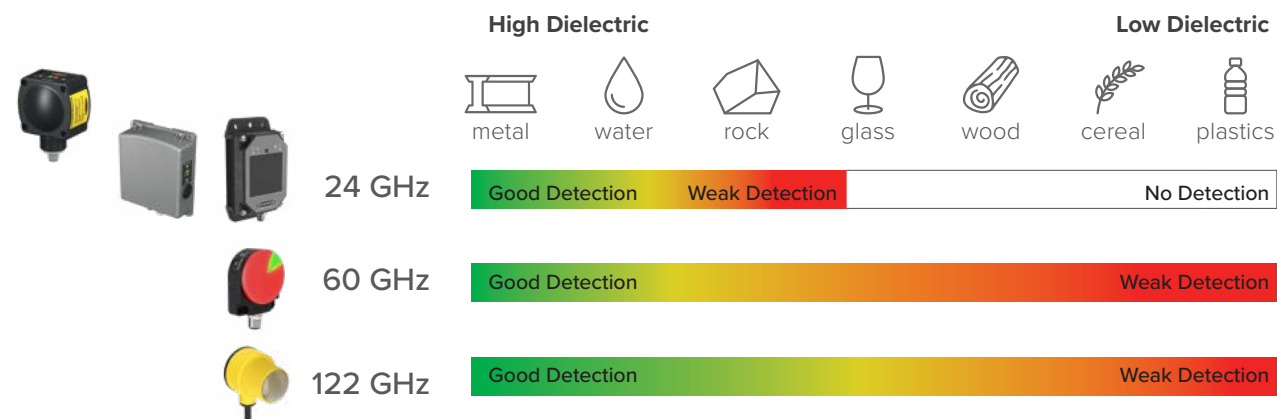 High Dielectric Low Dielectric
metal water rock glass wood cereal plastics
24 GHz Good Detection Weak Detection No Detection
60 GHz Good Detection Weak Detection
122 GHz Good Detection Weak Detection